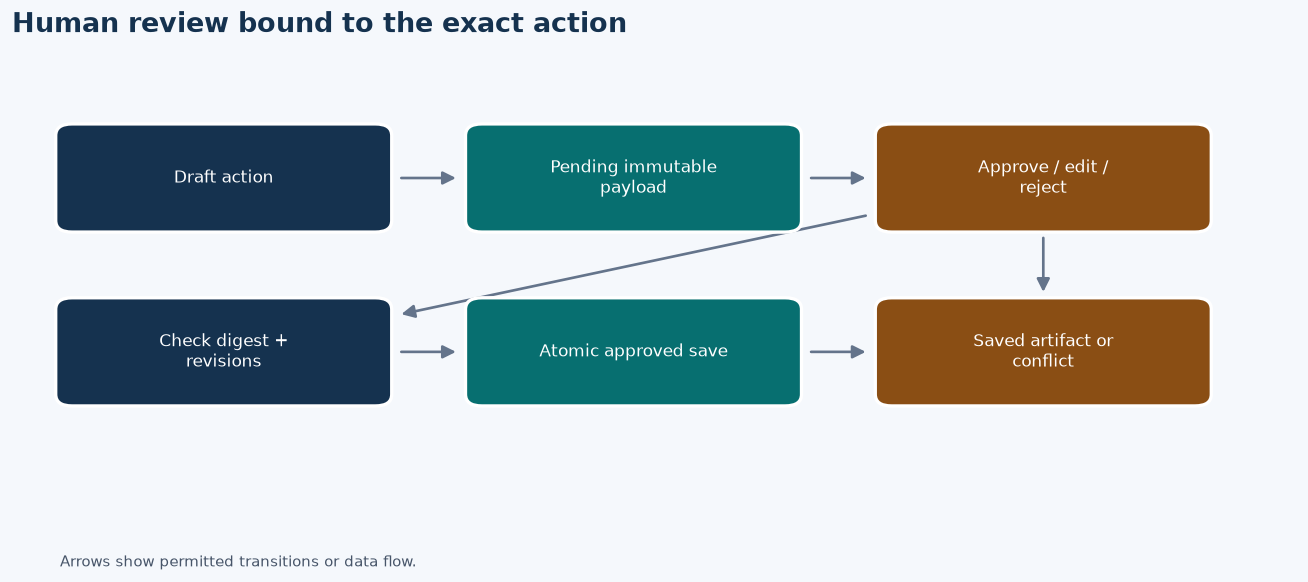 Human review bound to the exact action
Draft action
Pending immutable
payload
Approve / edit /
reject
Check digest +
revisions
Atomic approved save
Saved artifact or
conflict
Arrows show permitted transitions or data flow.